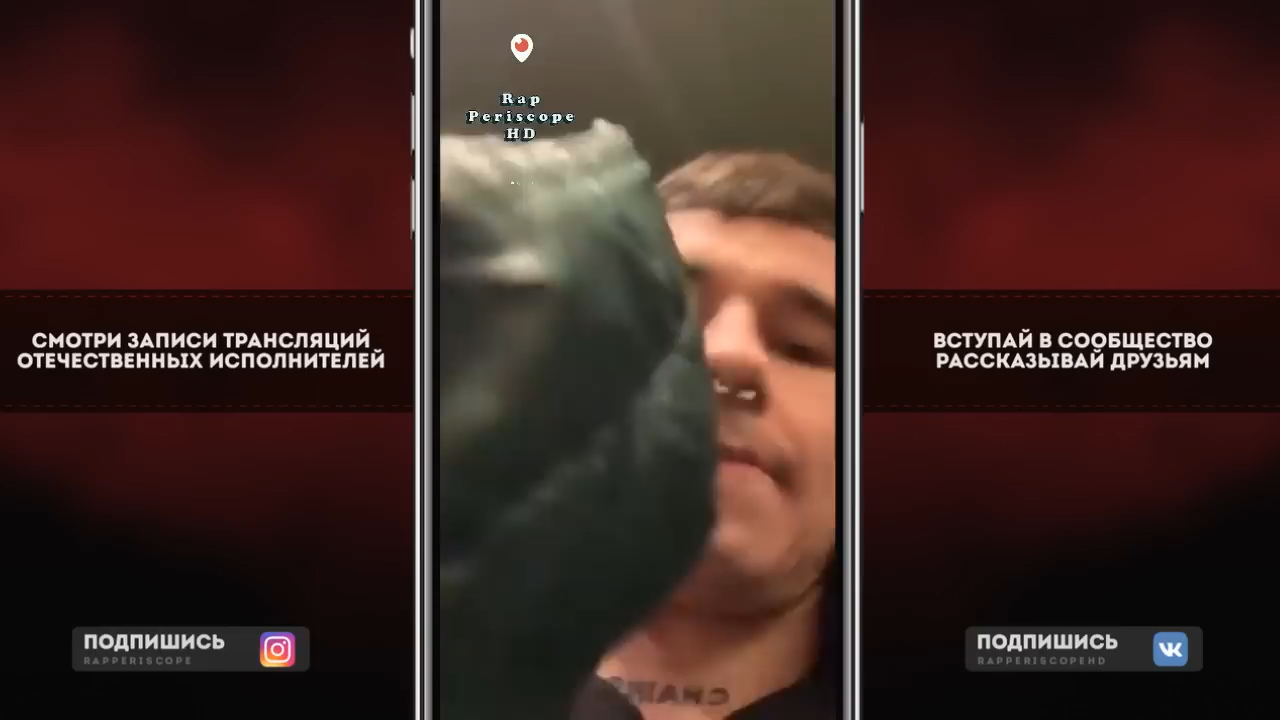 Rap
Periscope
HD
СМОТРИ ЗАПИСИ ТРАНСЛЯЦИЙ
ОТЕЧЕСТВЕННЫХ ИСПОЛНИТЕЛЕЙ
ВСТУПАЙ В СООБЩЕСТВО
РАССКАЗЫВАЙ ДРУЗЬЯМ
ПОДПИШИСЬ
RAPPERISCOPE
ПОДПИШИСЬ
RAPPERISCOPEHD